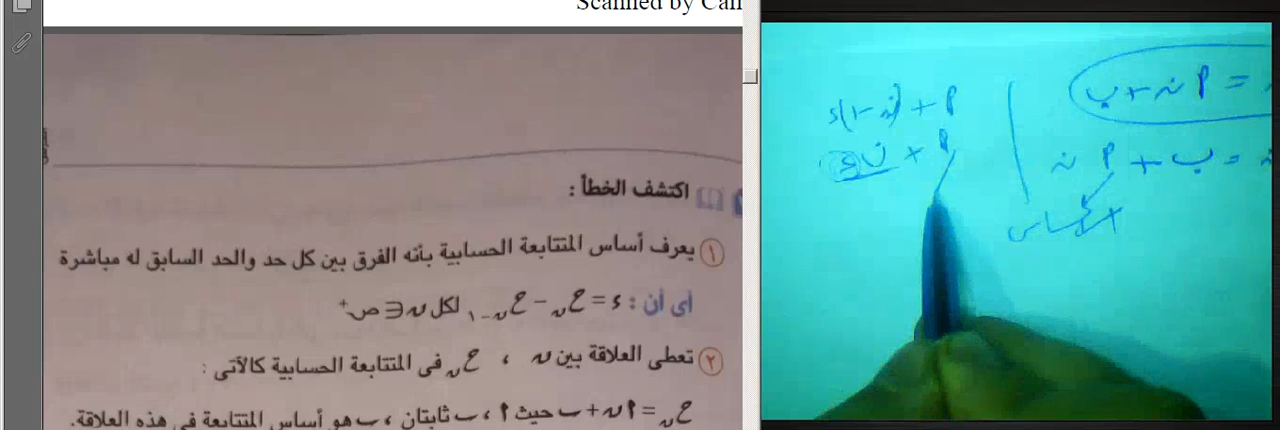 Scanned by Cam
اكتشف الخطأ :
١ يعرف أساس المتتابعة الحسابية بأنه الفرق بين كل حد والحد السابق له مباشرة
أى أن : ء = ح ن − ح ن − ١ لكل ن ∈ ص+
٢ تعطى العلاقة بين ن ، ح ن فى المتتابعة الحسابية كالآتى :
ح ن = ا ن + ب حيث ا ، ب ثابتان ، ب هو أساس المتتابعة فى هذه العلاقة.
= ا ن + ب
= ب + ا ن
الأساس
ا + (ن − ١) ء
ا + ن ء